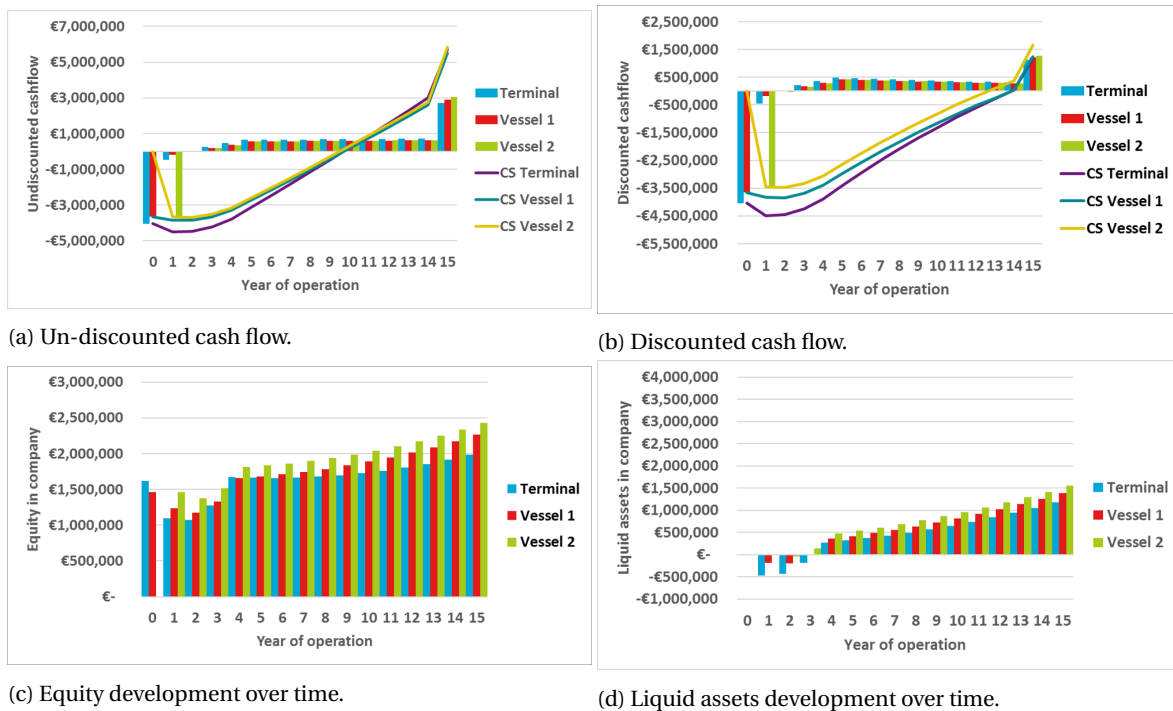 €7,000,000
€5,000,000
€3,000,000
€1,000,000
-€1,000,000
-€3,000,000
-€5,000,000
Undiscounted cashflow
0 1 2 3 4 5 6 7 8 9 10 11 12 13 14 15
Year of operation
Terminal
Vessel 1
Vessel 2
CS Terminal
CS Vessel 1
CS Vessel 2
(a) Un-discounted cash flow.
€2,500,000
€1,500,000
€500,000
-€500,000
-€1,500,000
-€2,500,000
-€3,500,000
-€4,500,000
-€5,500,000
Discounted cashflow
0 1 2 3 4 5 6 7 8 9 10 11 12 13 14 15
Year of operation
Terminal
Vessel 1
Vessel 2
CS Terminal
CS Vessel 1
CS Vessel 2
(b) Discounted cash flow.
€3,000,000
€2,500,000
€2,000,000
€1,500,000
€1,000,000
€500,000
€-
Equity in company
0 1 2 3 4 5 6 7 8 9 10 11 12 13 14 15
Year of operation
Terminal
Vessel 1
Vessel 2
(c) Equity development over time.
€4,000,000
€3,500,000
€3,000,000
€2,500,000
€2,000,000
€1,500,000
€1,000,000
€500,000
€-
-€500,000
-€1,000,000
Liquid assets in company
0 1 2 3 4 5 6 7 8 9 10 11 12 13 14 15
Year of operation
Terminal
Vessel 1
Vessel 2
(d) Liquid assets development over time.